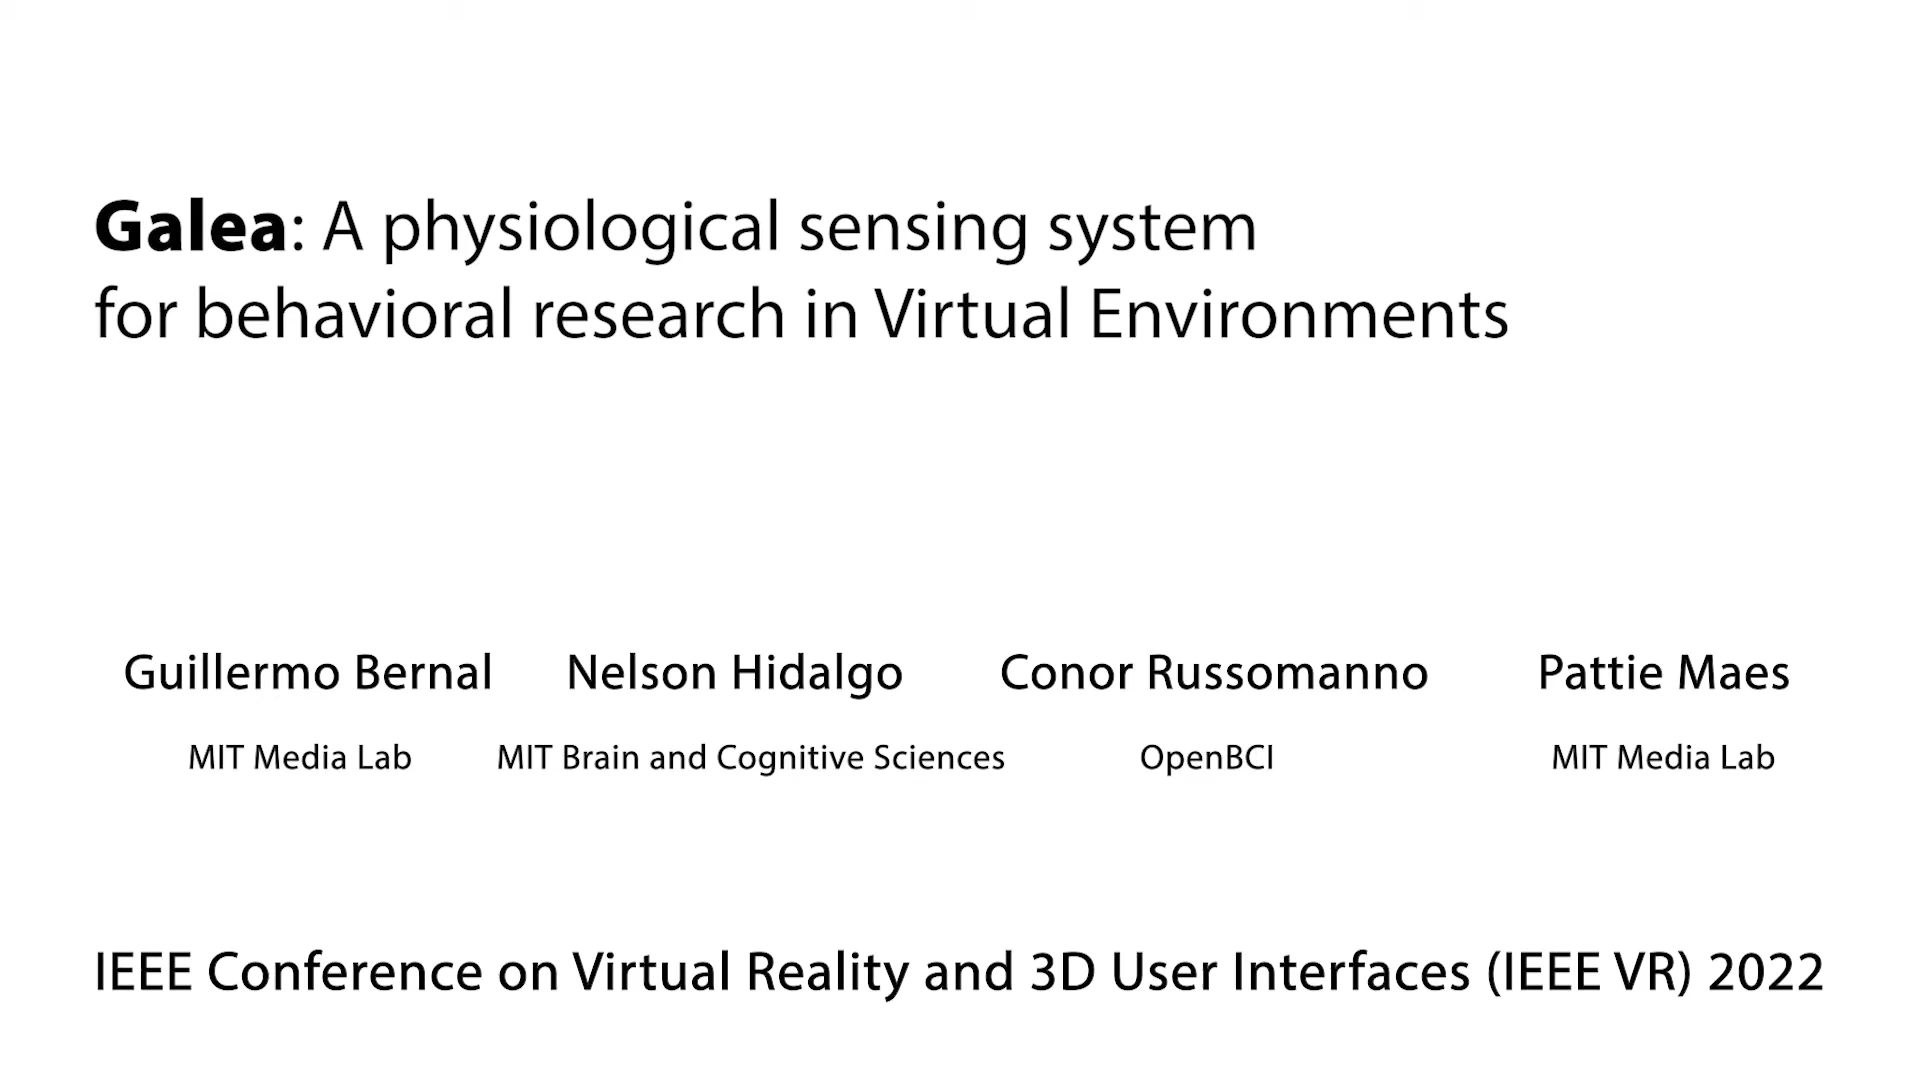 Galea: A physiological sensing system
for behavioral research in Virtual Environments
Guillermo Bernal Nelson Hidalgo Conor Russomanno Pattie Maes
MIT Media Lab MIT Brain and Cognitive Sciences OpenBCI MIT Media Lab
IEEE Conference on Virtual Reality and 3D User Interfaces (IEEE VR) 2022